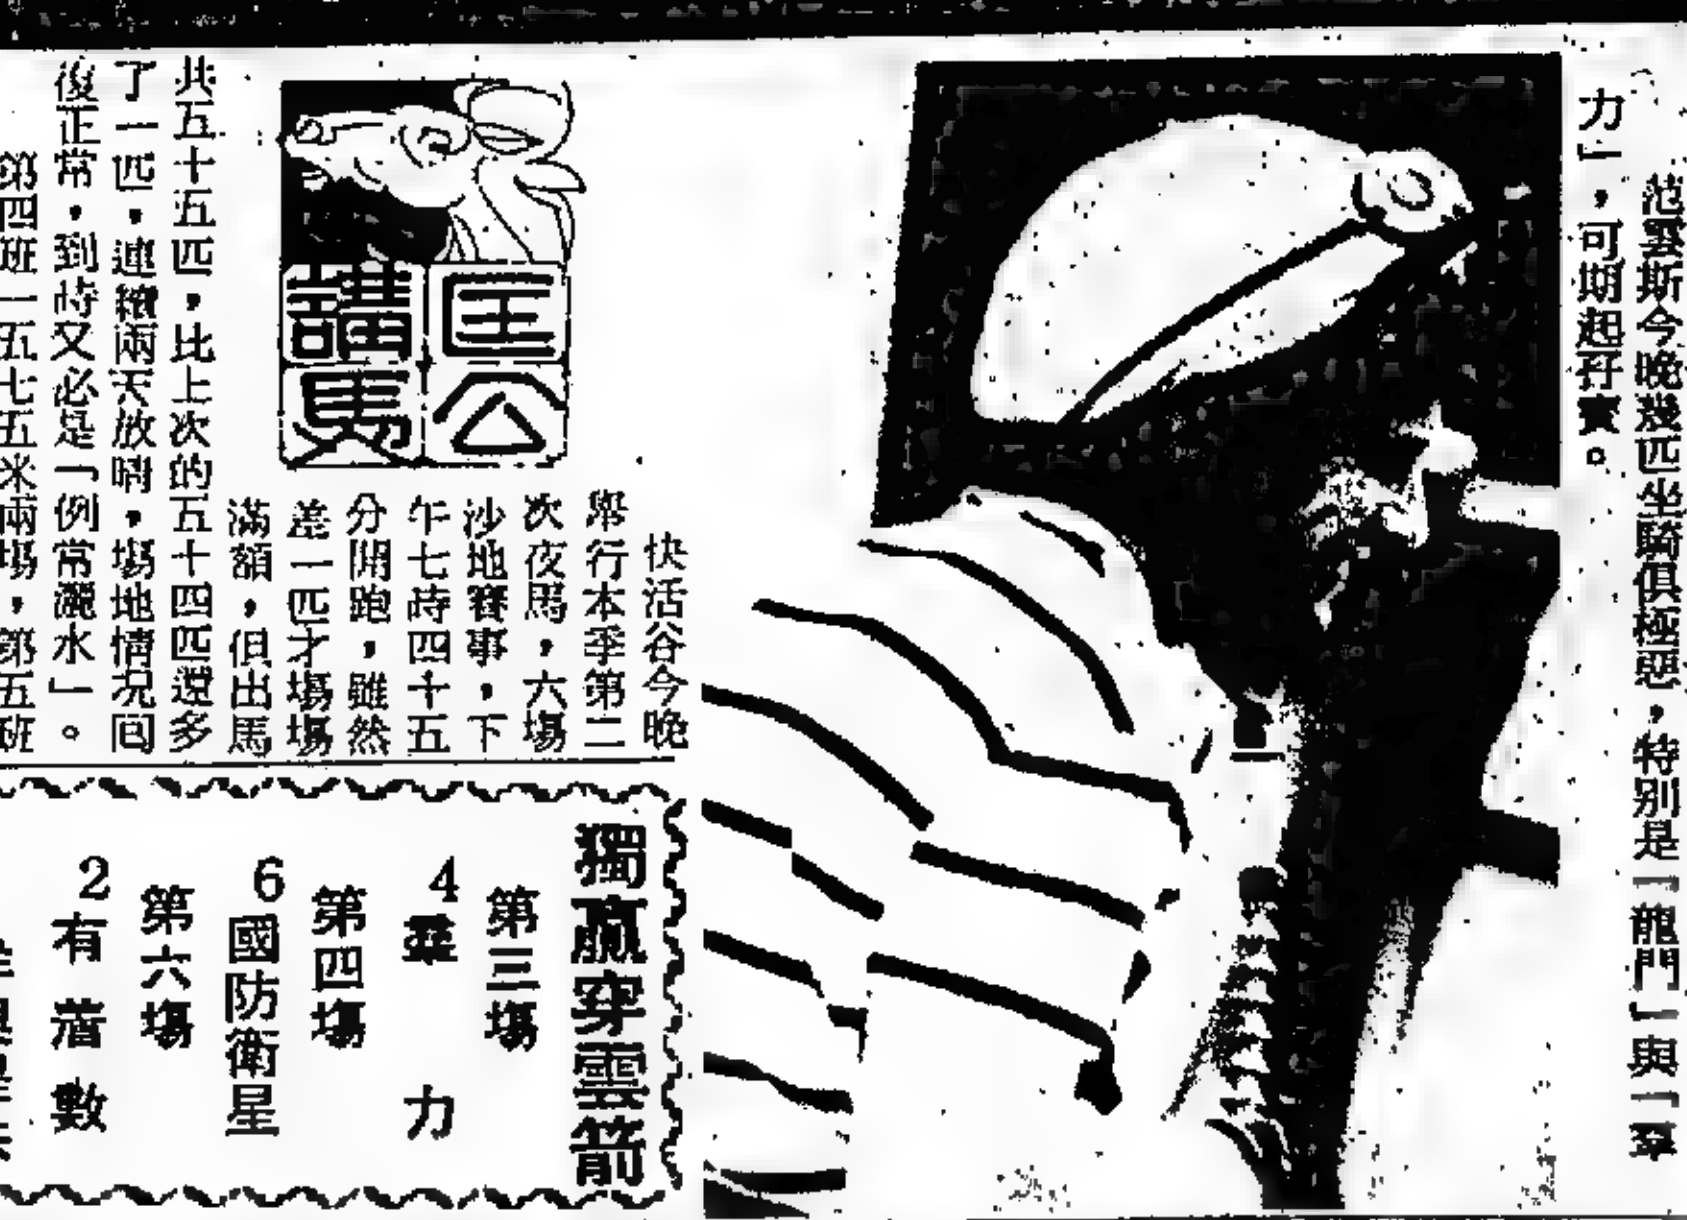 范雲斯今晚幾匹坐騎俱極惡，特別是「龍門」與「羣
力」，可期起孖寶。
匡公
講馬
快活谷今晚
舉行本季第二
次夜馬，六場
沙地賽事，下
午七時四十五
分開跑，雖然
差一匹才場場
滿額，但出馬
共五十五匹，比上次的五十四匹還多
了一匹，連續兩天放晴，場地情況囘
復正常，到時又必是「例常灑水」。
第四班一五七五米兩場，第五班
獨贏穿雲箭
第三場
4羣力
第四場
6國防衛星
第六場
2有着數